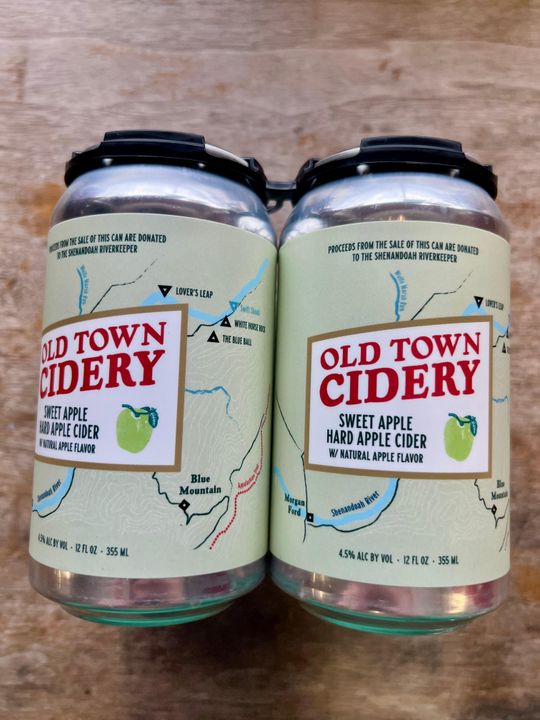 PROCEEDS FROM THE SALE OF THIS CAN ARE DONATED
TO THE SHENANDOAH RIVERKEEPER
LOVER'S LEAP
WHITE HORSE ROCK
THE BLUE BALL
OLD TOWN
CIDERY
SWEET APPLE
HARD APPLE CIDER
W/ NATURAL APPLE FLAVOR
Blue
Mountain
Shenandoah River
4.5% ALC BY VOL · 12 FL OZ · 355 ML
PROCEEDS FROM THE SALE OF THIS CAN ARE DONATED
TO THE SHENANDOAH RIVERKEEPER
LOVER'S LEAP
OLD TOWN
CIDERY
SWEET APPLE
HARD APPLE CIDER
W/ NATURAL APPLE FLAVOR
Morgan
Ford
Shenandoah River
Blue
Mountain
4.5% ALC BY VOL · 12 FL OZ · 355 ML